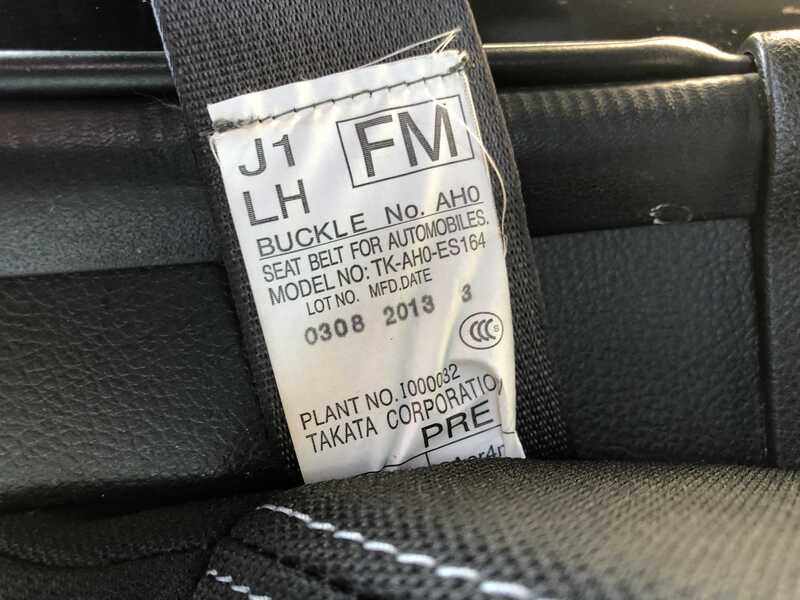 J1 FM
LH
BUCKLE No. AH0
SEAT BELT FOR AUTOMOBILES.
MODEL NO: TK-AH0-ES164
LOT NO. MFD.DATE
0308 2013 3
CCC S
PLANT NO. I000032
TAKATA CORPORATION
PRE